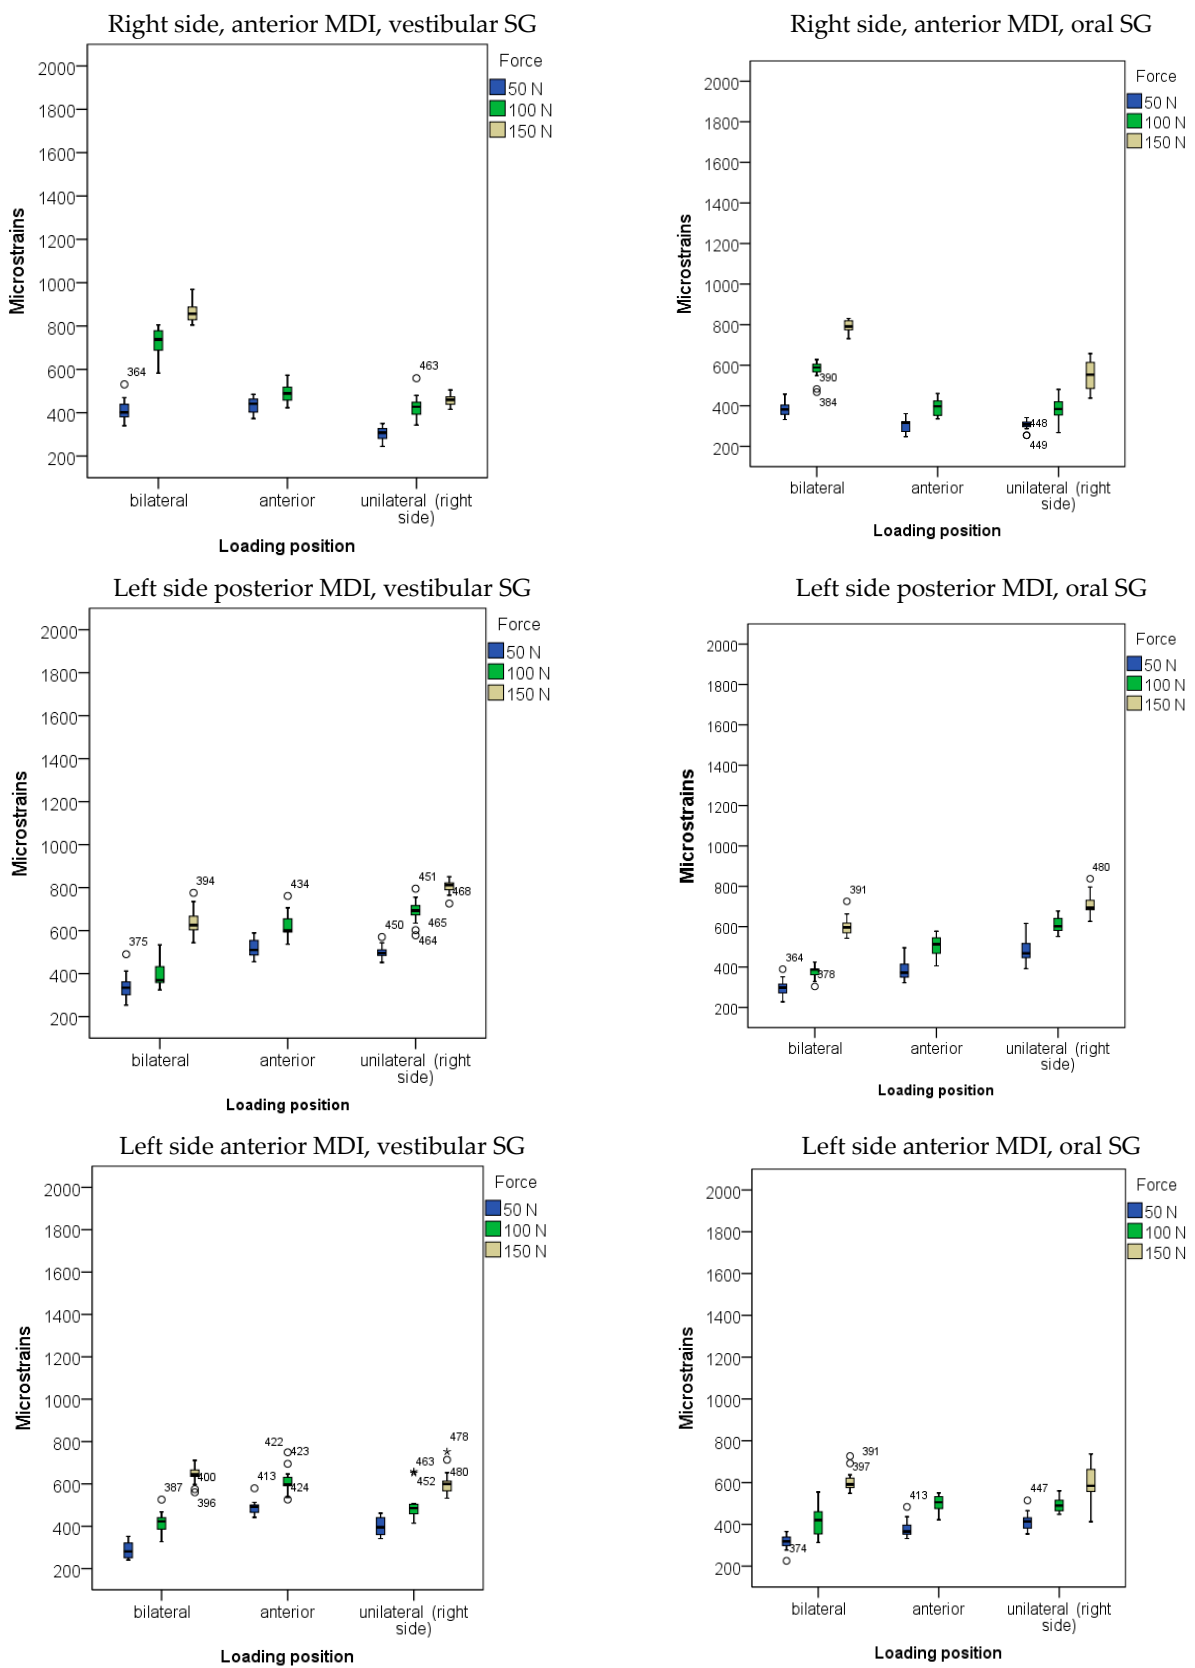 Right side, anterior MDI, vestibular SG
Force
50 N
100 N
150 N
2000
1800
1600
1400
1200
1000
800
600
400
200
Microstrains
364
463
bilateral
anterior
unilateral (right
side)
Loading position
Right side, anterior MDI, oral SG
Force
50 N
100 N
150 N
2000
1800
1600
1400
1200
1000
800
600
400
200
Microstrains
390
384
448
449
bilateral
anterior
unilateral (right
side)
Loading position
Left side posterior MDI, vestibular SG
Force
50 N
100 N
150 N
2000
1800
1600
1400
1200
1000
800
600
400
200
Microstrains
375
394
434
450
451
465
464
468
bilateral
anterior
unilateral (right
side)
Loading position
Left side posterior MDI, oral SG
Force
50 N
100 N
150 N
2000
1800
1600
1400
1200
1000
800
600
400
200
Microstrains
364
378
391
480
bilateral
anterior
unilateral (right
side)
Loading position
Left side anterior MDI, vestibular SG
Force
50 N
100 N
150 N
2000
1800
1600
1400
1200
1000
800
600
400
200
Microstrains
387
400
396
422
423
413
424
463
452
478
480
bilateral
anterior
unilateral (right
side)
Loading position
Left side anterior MDI, oral SG
Force
50 N
100 N
150 N
2000
1800
1600
1400
1200
1000
800
600
400
200
Microstrains
374
391
397
413
447
bilateral
anterior
unilateral (right
side)
Loading position